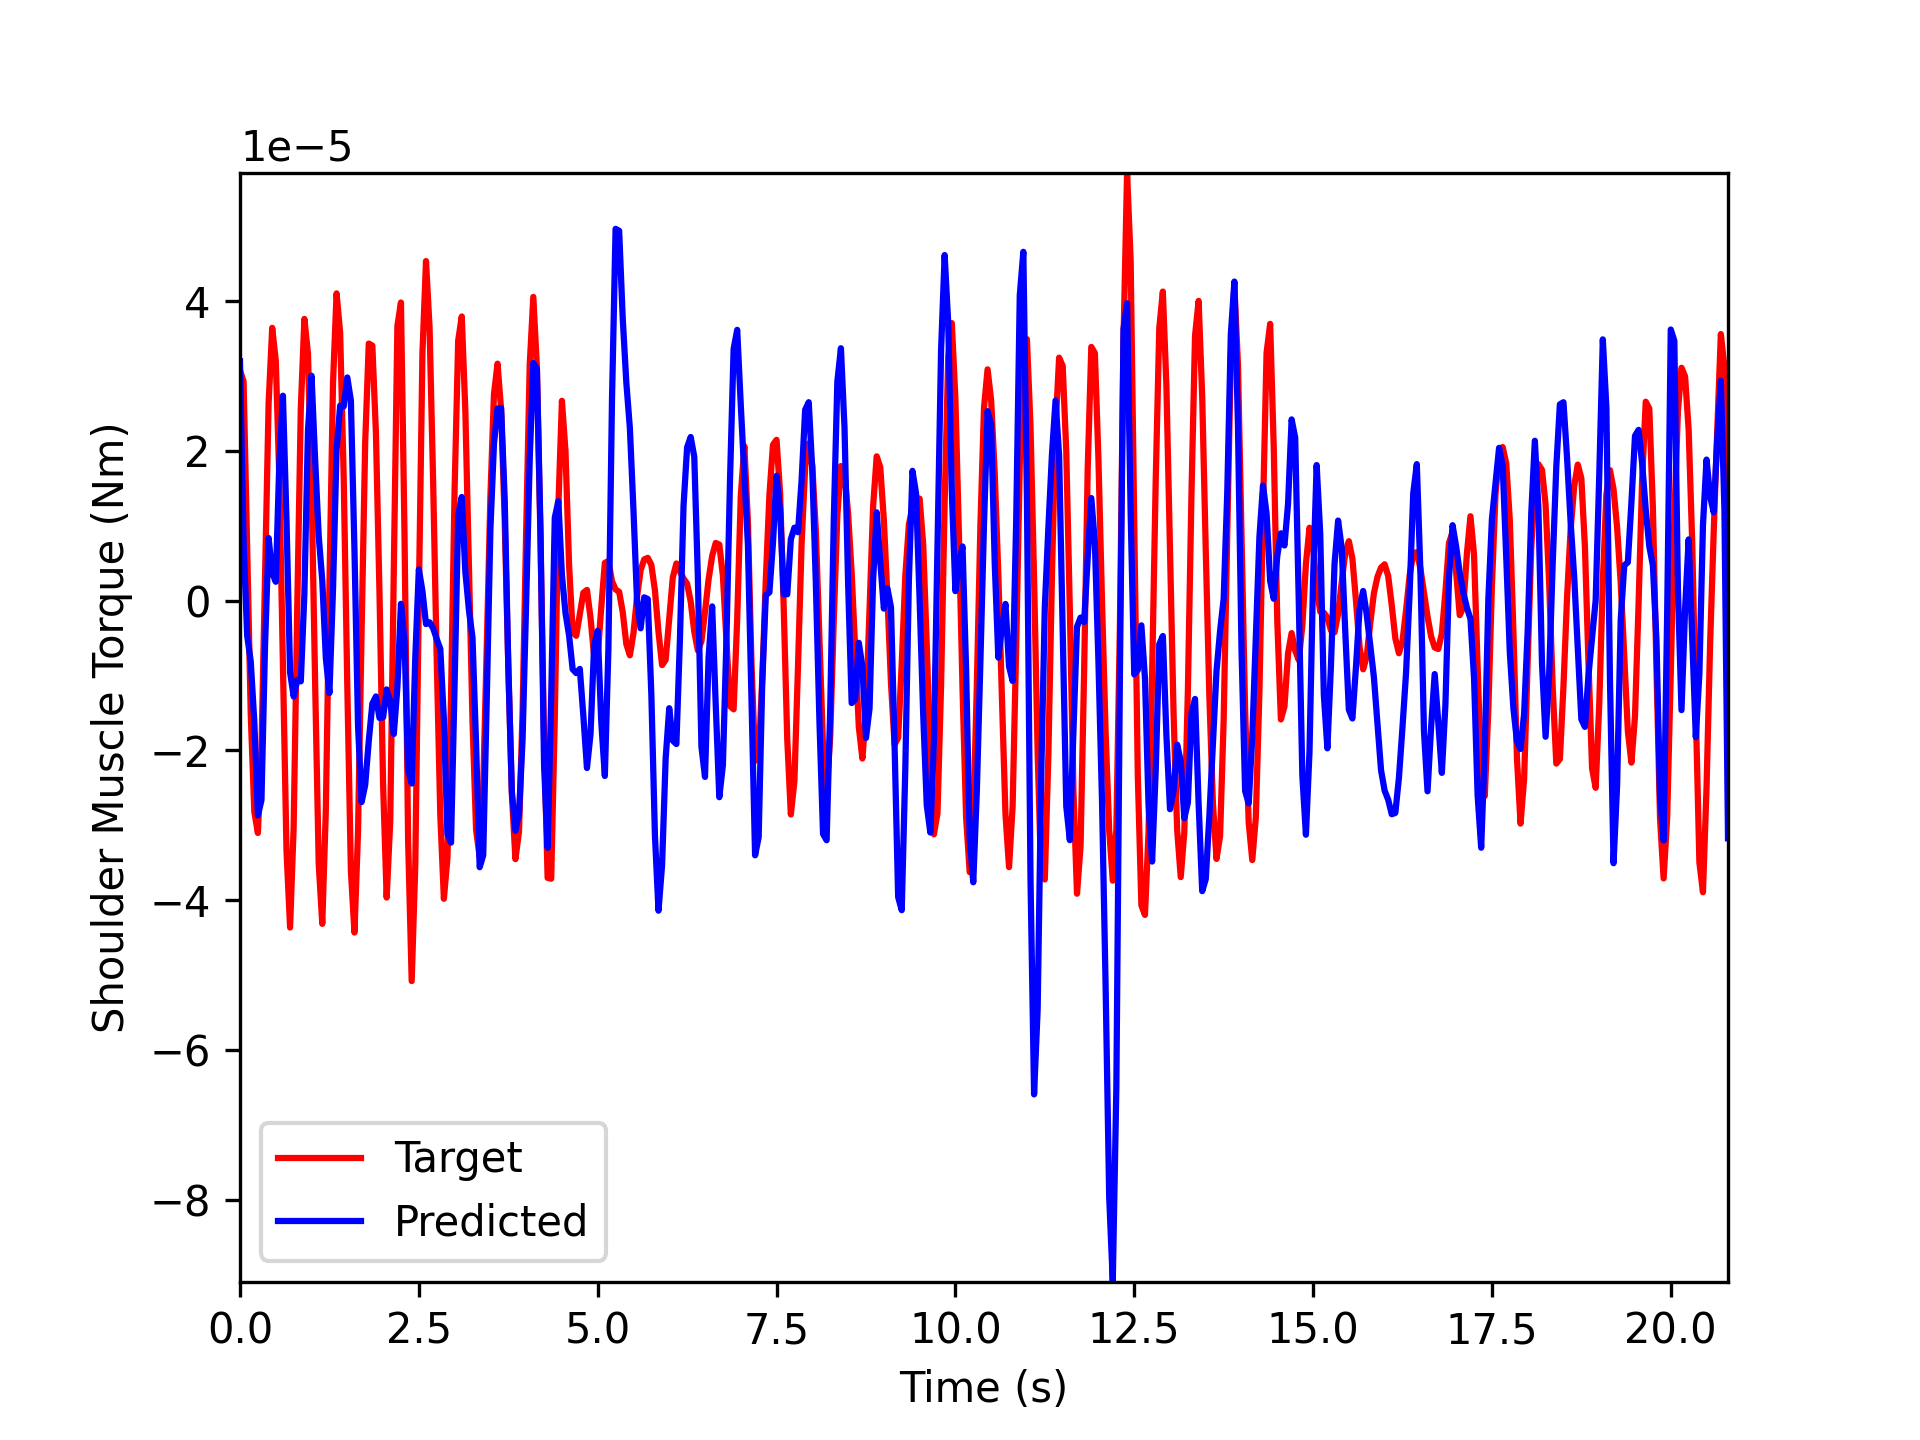 1e−5
4
2
0
−2
−4
−6
−8
Shoulder Muscle Torque (Nm)
Target
Predicted
0.0 2.5 5.0 7.5 10.0 12.5 15.0 17.5 20.0
Time (s)